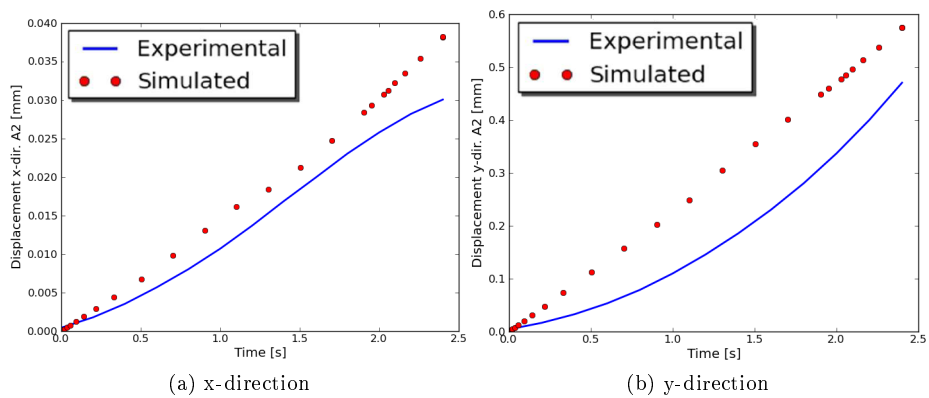 0.040
0.035
0.030
0.025
0.020
0.015
0.010
0.005
0.000
Displacement x-dir. A2 [mm]
Experimental
Simulated
0.0 0.5 1.0 1.5 2.0 2.5
Time [s]
(a) x-direction
0.6
0.5
0.4
0.3
0.2
0.1
0.0
Displacement y-dir. A2 [mm]
Experimental
Simulated
0.0 0.5 1.0 1.5 2.0 2.5
Time [s]
(b) y-direction